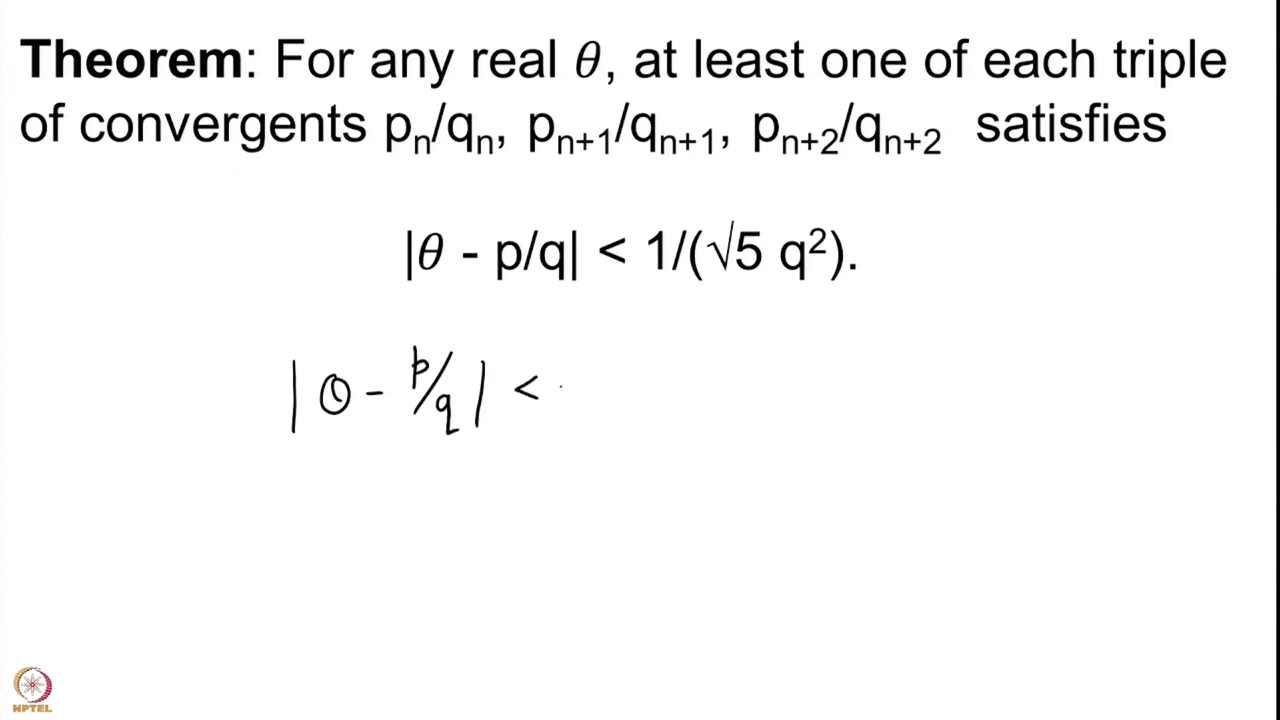 Theorem: For any real θ, at least one of each triple
of convergents pₙ/qₙ, pₙ₊₁/qₙ₊₁, pₙ₊₂/qₙ₊₂ satisfies
|θ - p/q| < 1/(√5 q²).
| θ - p/q | <
NPTEL